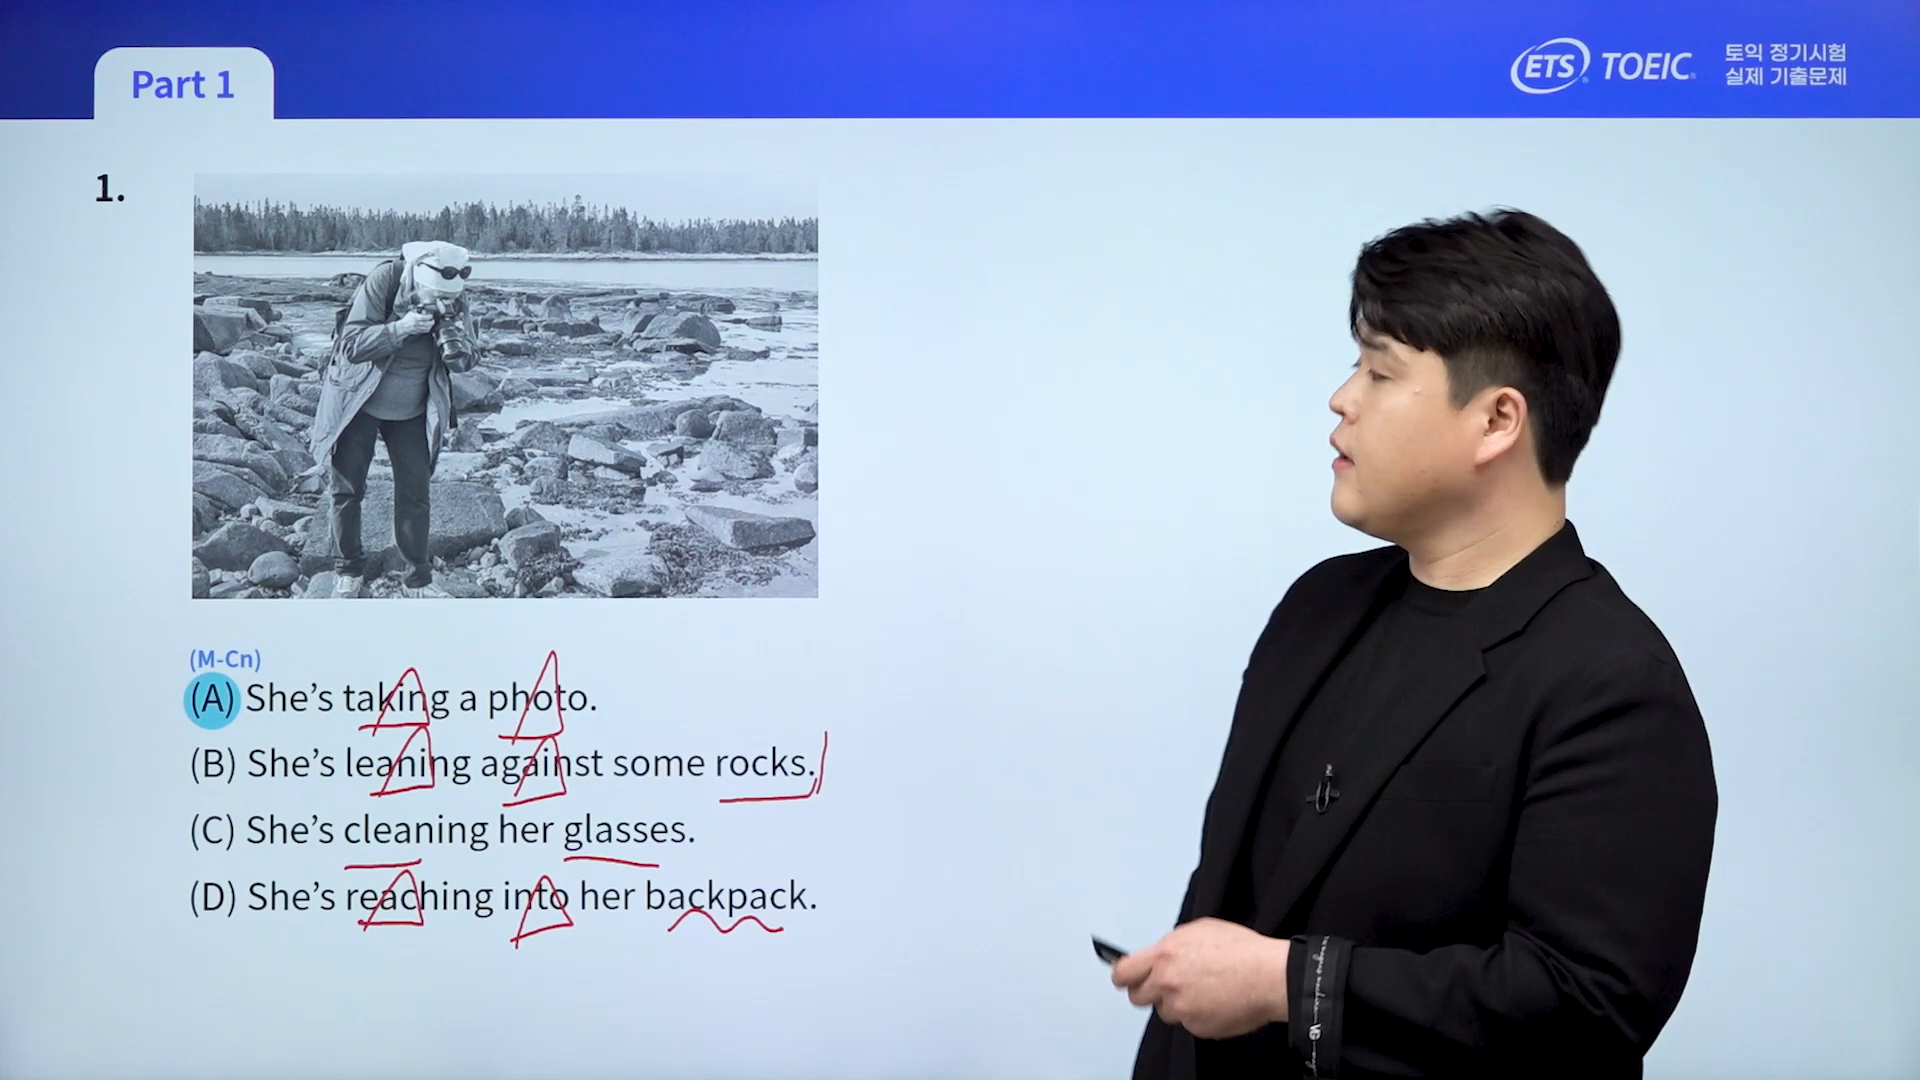 Part 1
ETS TOEIC
토익 정기시험
실제 기출문제
1.
(M-Cn)
(A) She’s taking a photo.
(B) She’s leaning against some rocks.
(C) She’s cleaning her glasses.
(D) She’s reaching into her backpack.